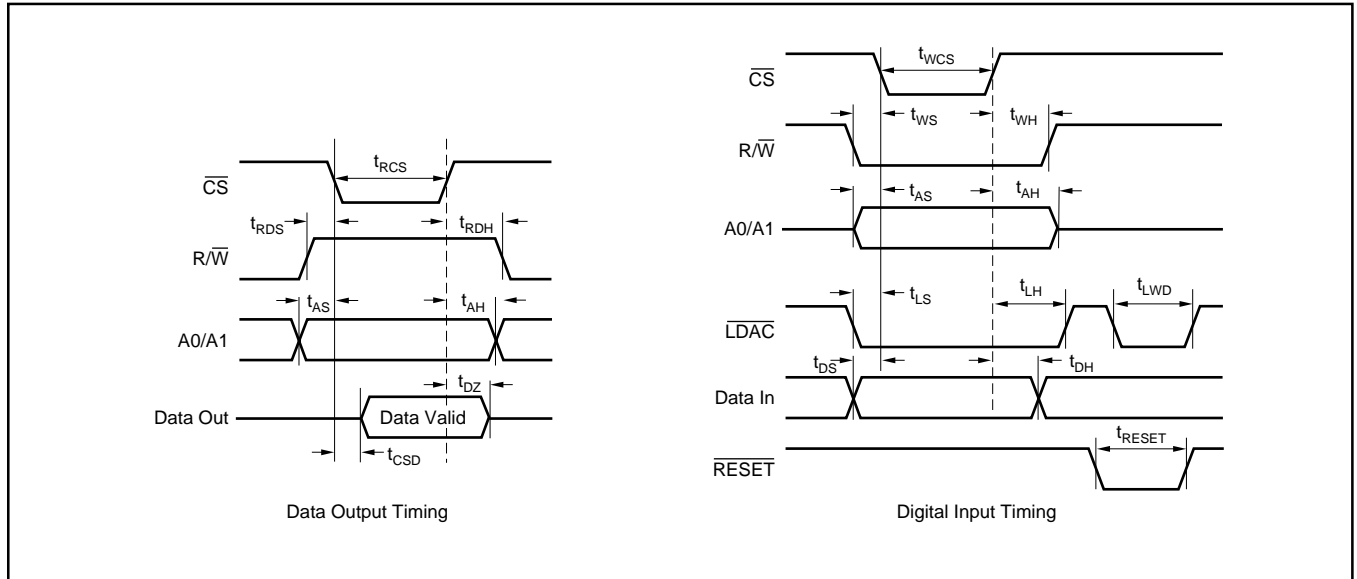 tRCS
CS
tRDS
tRDH
R/W
tAS
tAH
A0/A1
tDZ
Data Out
Data Valid
tCSD
Data Output Timing
tWCS
CS
tWS
tWH
R/W
tAS
tAH
A0/A1
tLS
tLH
tLWD
LDAC
tDS
tDH
Data In
tRESET
RESET
Digital Input Timing